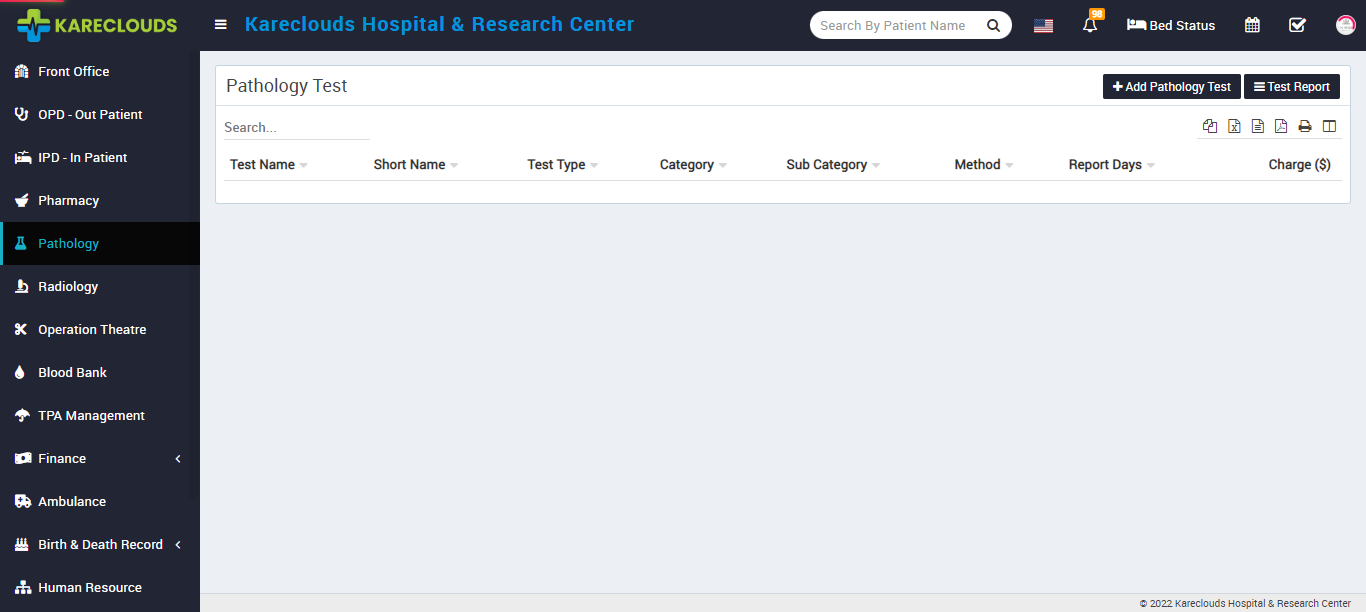 KARECLOUDS
Kareclouds Hospital & Research Center
Search By Patient Name
98
Bed Status
Front Office
OPD - Out Patient
IPD - In Patient
Pharmacy
Pathology
Radiology
Operation Theatre
Blood Bank
TPA Management
Finance
Ambulance
Birth & Death Record
Human Resource
Pathology Test
Add Pathology Test
Test Report
Search...
Test Name Short Name Test Type Category Sub Category Method Report Days Charge ($)
© 2022 Kareclouds Hospital & Research Center